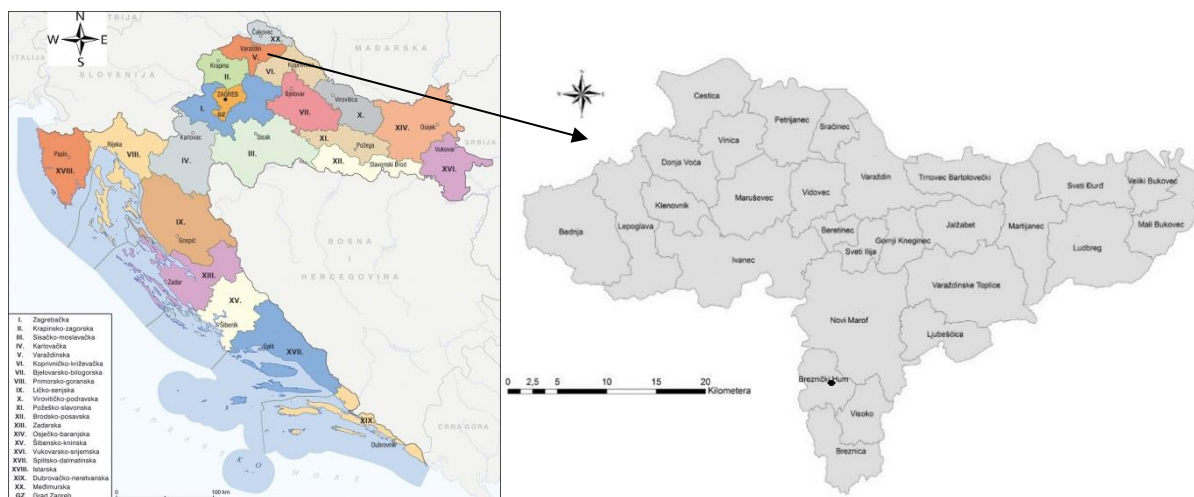 N
W E
S
ITALIJA
SLOVENIJA
MAĐARSKA
Čakovec
XX.
Varaždin
V.
Krapina
II.
Koprivnica
VI.
ZAGREB
GZ
I.
Bjelovar
VII.
Virovitica
X.
XIV.
Osijek
SRBIJA
Karlovac
IV.
Sisak
III.
XI.
Požega
XII.
Slavonski Brod
Vukovar
XVI.
Pazin
XVIII.
Rijeka
VIII.
IX.
Gospić
BOSNA
I
HERCEGOVINA
XIII.
Zadar
XV.
Šibenik
Split
XVII.
XIX.
Dubrovnik
CRNA GORA
JADRANSKO MORE
I. Zagrebačka
II. Krapinsko-zagorska
III. Sisačko-moslavačka
IV. Karlovačka
V. Varaždinska
VI. Koprivničko-križevačka
VII. Bjelovarsko-bilogorska
VIII. Primorsko-goranska
IX. Ličko-senjska
X. Virovitičko-podravska
XI. Požeško-slavonska
XII. Brodsko-posavska
XIII. Zadarska
XIV. Osječko-baranjska
XV. Šibensko-kninska
XVI. Vukovarsko-srijemska
XVII. Splitsko-dalmatinska
XVIII. Istarska
XIX. Dubrovačko-neretvanska
XX. Međimurska
GZ Grad Zagreb
0 100 km
Cestica
Petrijanec
Sračinec
Vinica
Donja Voća
Varaždin
Trnovec Bartolovečki
Sveti Đurđ
Veliki Bukovec
Klenovnik
Maruševec
Vidovec
Bednja
Lepoglava
Beretinec
Gornji Kneginec
Jalžabet
Martijanec
Mali Bukovec
Ludbreg
Ivanec
Sveti Ilija
Varaždinske Toplice
Novi Marof
Ljubešćica
Breznički Hum
Visoko
Breznica
0 2,5 5 10 15 20
Kilometera